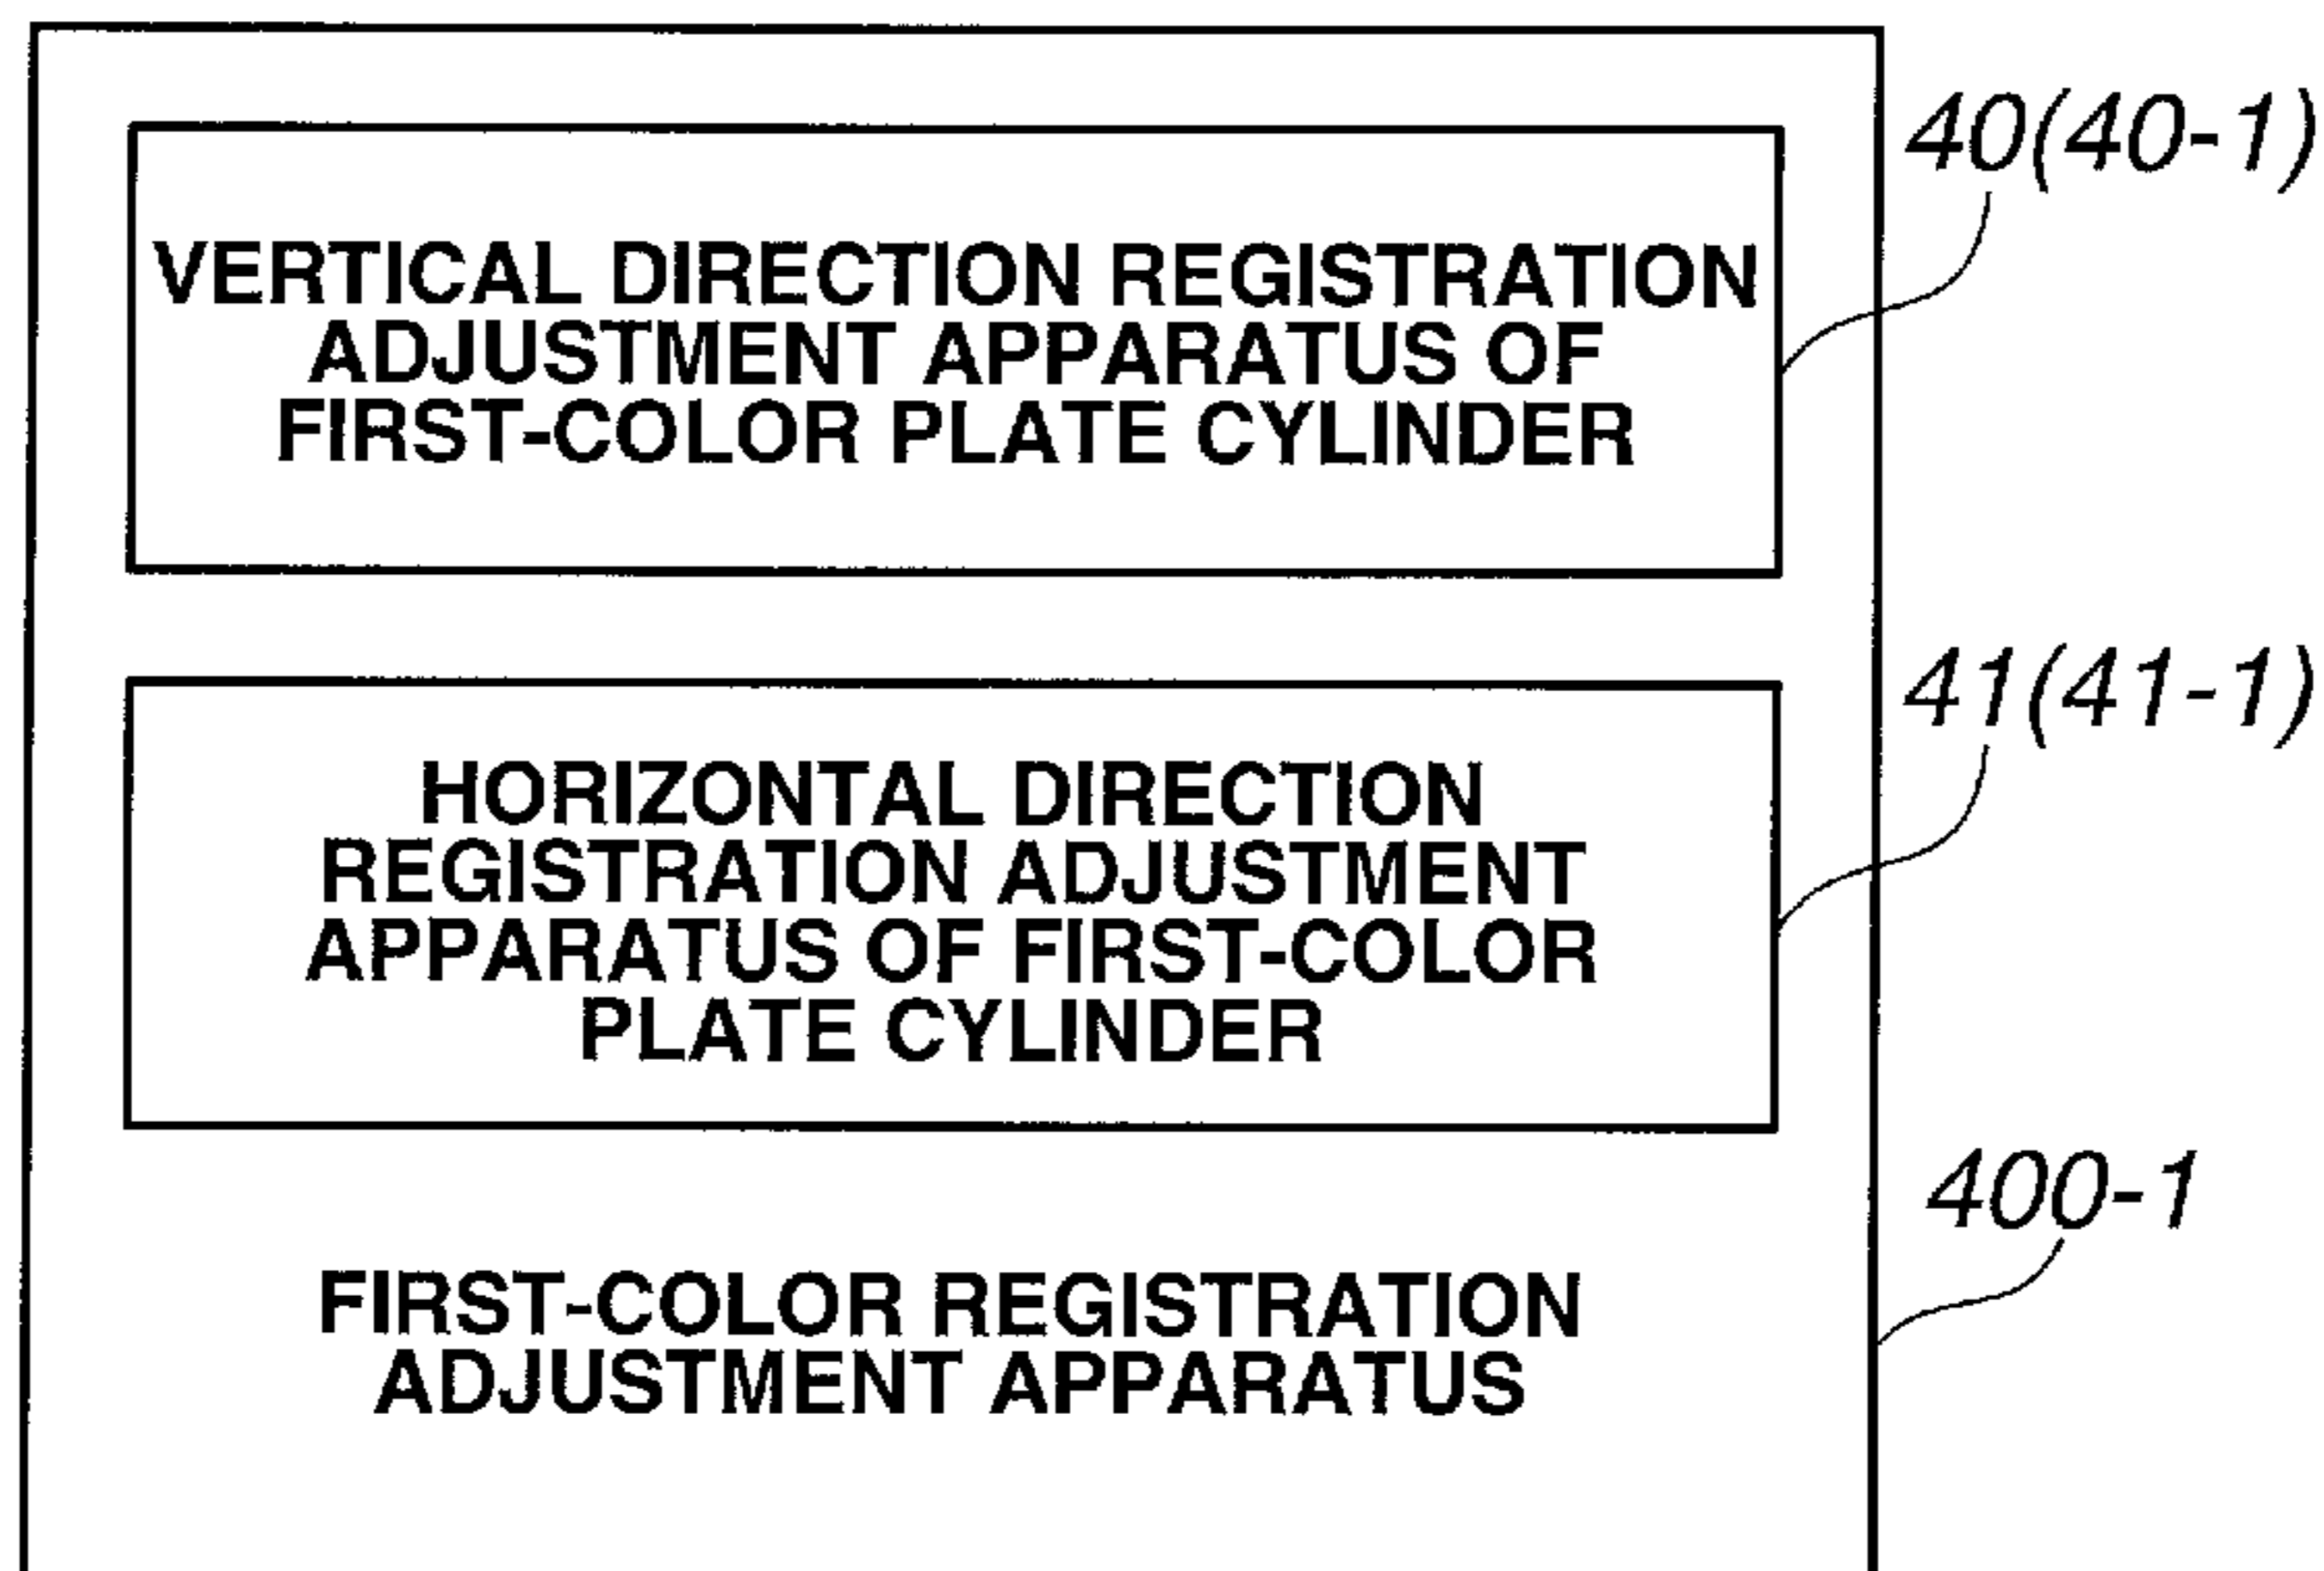 40(40-1)
VERTICAL DIRECTION REGISTRATION
ADJUSTMENT APPARATUS OF
FIRST-COLOR PLATE CYLINDER
41(41-1)
HORIZONTAL DIRECTION
REGISTRATION ADJUSTMENT
APPARATUS OF FIRST-COLOR
PLATE CYLINDER
400-1
FIRST-COLOR REGISTRATION
ADJUSTMENT APPARATUS